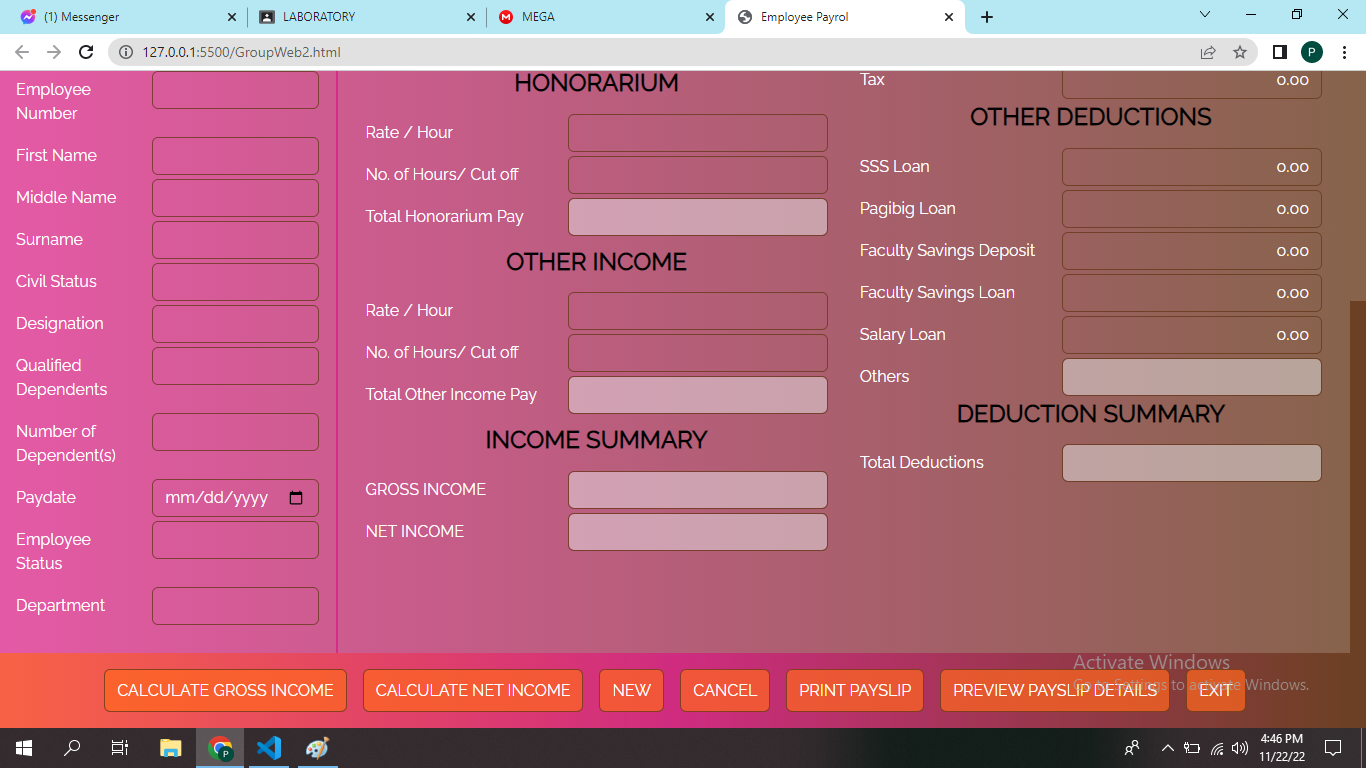 (1) Messenger
LABORATORY
MEGA
Employee Payrol
127.0.0.1:5500/GroupWeb2.html
P
Employee
Number
First Name
Middle Name
Surname
Civil Status
Designation
Qualified
Dependents
Number of
Dependent(s)
Paydate mm/dd/yyyy
Employee
Status
Department
HONORARIUM
Rate / Hour
No. of Hours/ Cut off
Total Honorarium Pay
OTHER INCOME
Rate / Hour
No. of Hours/ Cut off
Total Other Income Pay
INCOME SUMMARY
GROSS INCOME
NET INCOME
Tax 0.00
OTHER DEDUCTIONS
SSS Loan 0.00
Pagibig Loan 0.00
Faculty Savings Deposit 0.00
Faculty Savings Loan 0.00
Salary Loan 0.00
Others
DEDUCTION SUMMARY
Total Deductions
Activate Windows
Go to Settings to activate Windows.
CALCULATE GROSS INCOME CALCULATE NET INCOME NEW CANCEL PRINT PAYSLIP PREVIEW PAYSLIP DETAILS EXIT
P
4:46 PM
11/22/22